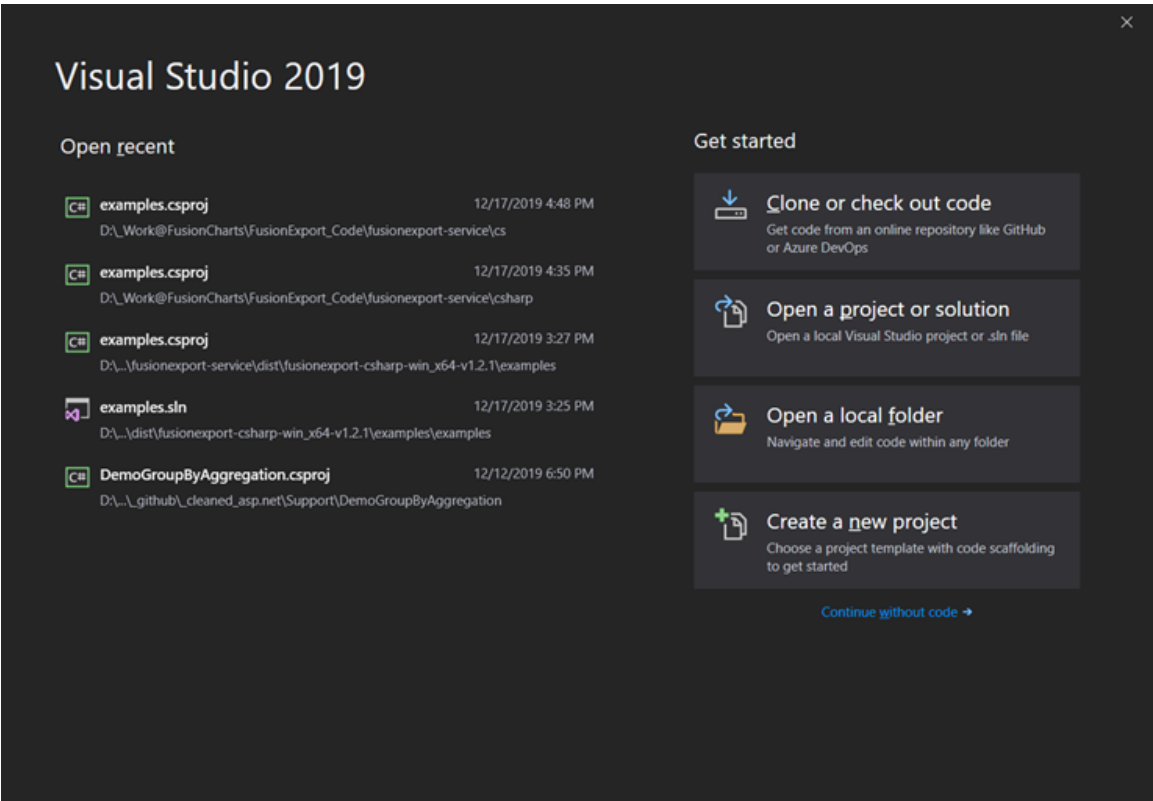 Visual Studio 2019
Open recent
C# examples.csproj 12/17/2019 4:48 PM
D:\_Work@FusionCharts\FusionExport_Code\fusionexport-service\cs
C# examples.csproj 12/17/2019 4:35 PM
D:\_Work@FusionCharts\FusionExport_Code\fusionexport-service\csharp
C# examples.csproj 12/17/2019 3:27 PM
D:\...\fusionexport-service\dist\fusionexport-csharp-win_x64-v1.2.1\examples
examples.sln 12/17/2019 3:25 PM
D:\...\dist\fusionexport-csharp-win_x64-v1.2.1\examples\examples
C# DemoGroupByAggregation.csproj 12/12/2019 6:50 PM
D:\...\_github\_cleaned_asp.net\Support\DemoGroupByAggregation
Get started
Clone or check out code
Get code from an online repository like GitHub
or Azure DevOps
Open a project or solution
Open a local Visual Studio project or .sln file
Open a local folder
Navigate and edit code within any folder
Create a new project
Choose a project template with code scaffolding
to get started
Continue without code →